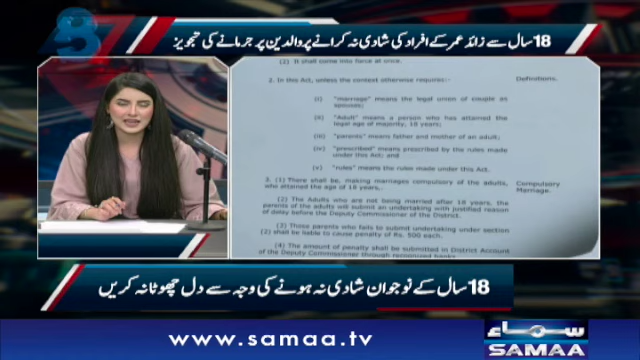 18 سال سے زائد عمر کے افراد کی شادی نہ کرانے پر والدین پر جرمانے کی تجویز
(2) It shall come into force at once.
2. In this Act, unless the context otherwise requires:-
Definitions.
(i) "marriage" means the legal union of couple as
spouses;
(ii) "Adult" means a person who has attained the
legal age of majority, 18 years;
(iii) "parents" means father and mother of an adult;
(iv) "prescribed" means prescribed by the rules made
under this Act; and
(v) "rules" means the rules made under this Act.
3. (1) There shall be, making marriages compulsory of the adults,
who attained the age of 18 years.
Compulsory
Marriage.
(2) The Adults who are not being married after 18 years, the
parents of the adults will submit an undertaking with justified reason
of delay before the Deputy Commissioner of the District.
(3) Those parents who fails to submit undertaking under section
(2) shall be liable to cause penalty of Rs. 500 each.
(4) The amount of penalty shall be submitted in District Account
of the Deputy Commissioner through recognized banks.
18 سال کے نوجوان شادی نہ ہونے کی وجہ سے دل چھوٹا نہ کریں
www.samaa.tv
سماء
SAMAA